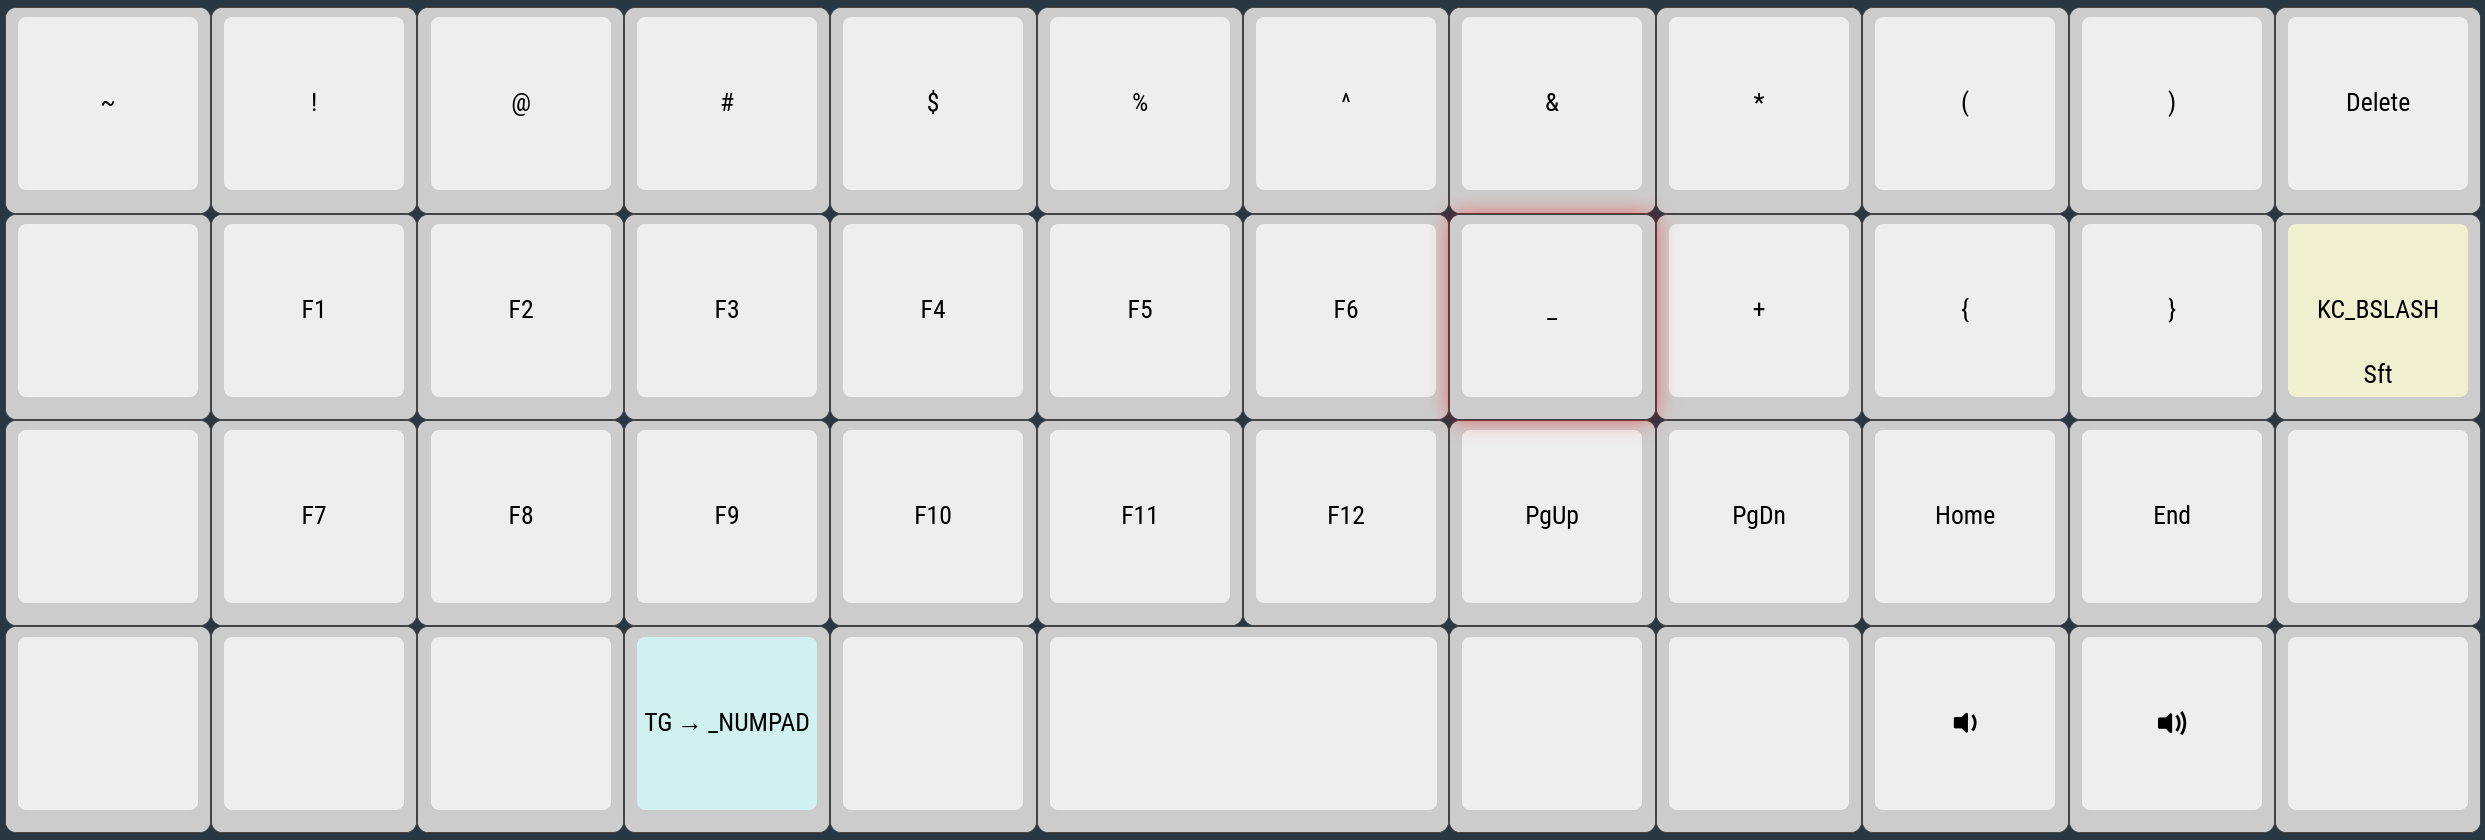 ~ ! @ # $ % ^ & * ( ) Delete
F1 F2 F3 F4 F5 F6 _ + { } KC_BSLASH
Sft
F7 F8 F9 F10 F11 F12 PgUp PgDn Home End
TG → _NUMPAD